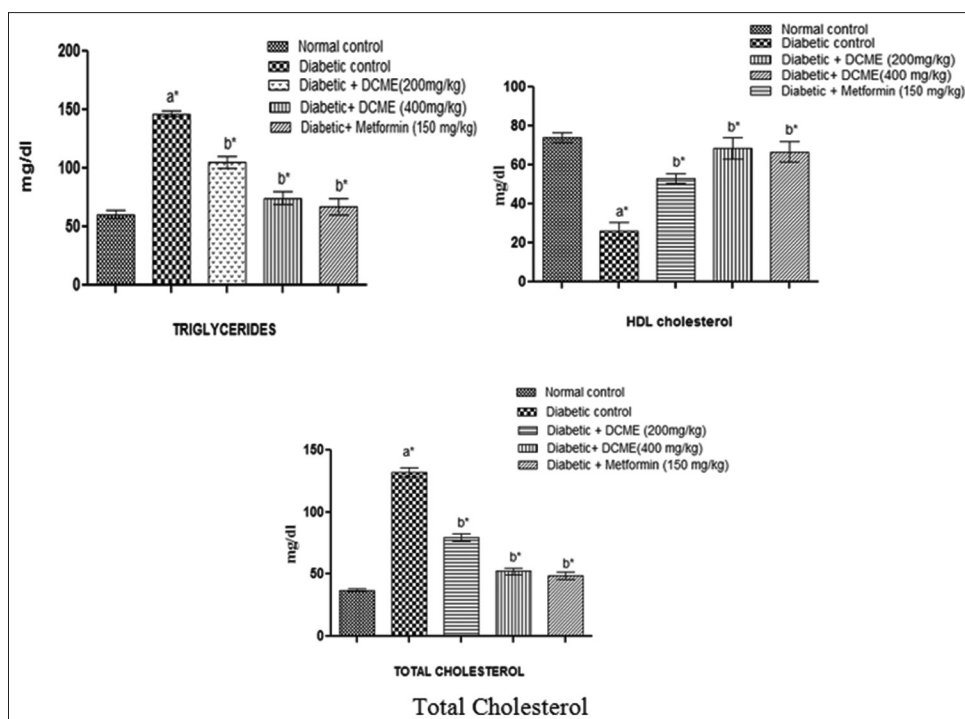 Normal control
Diabetic control
Diabetic + DCME(200mg/kg)
Diabetic+ DCME (400mg/kg)
Diabetic+ Metformin (150 mg/kg)
200
150
100
50
0
mg/dl
a*
b*
b*
b*
TRIGLYCERIDES
Normal control
Diabetic control
Diabetic + DCME (200mg/kg)
Diabetic+ DCME(400 mg/kg)
Diabetic + Metformin (150 mg/kg)
100
80
60
40
20
0
mg/dl
a*
b*
b*
b*
HDL cholesterol
Normal control
Diabetic control
Diabetic + DCME (200mg/kg)
Diabetic+ DCME(400 mg/kg)
Diabetic + Metformin (150 mg/kg)
150
100
50
0
mg/dl
a*
b*
b*
b*
TOTAL CHOLESTEROL
Total Cholesterol